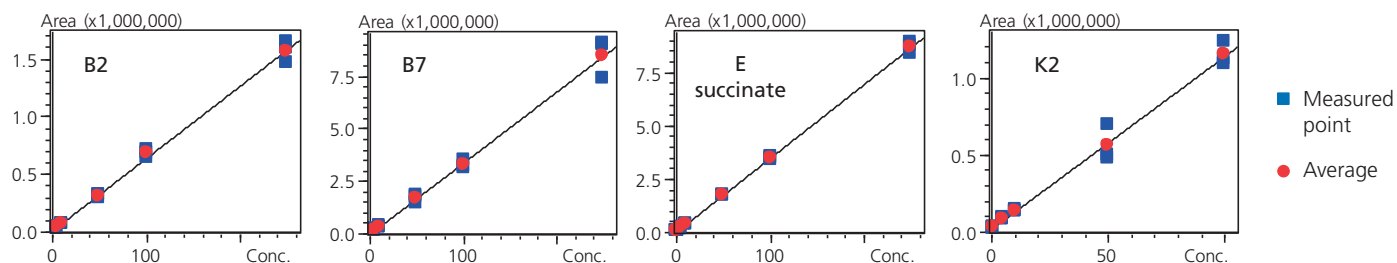 Area (x1,000,000)
B2
1.5
1.0
0.5
0.0
0 100 Conc.
Area (x1,000,000)
B7
7.5
5.0
2.5
0.0
0 100 Conc.
Area (x1,000,000)
E
succinate
7.5
5.0
2.5
0.0
0 100 Conc.
Area (x1,000,000)
K2
1.0
0.5
0.0
0 50 Conc.
Measured
point
Average